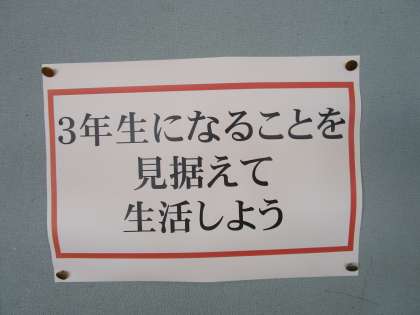 3年生になることを
見据えて
生活しよう